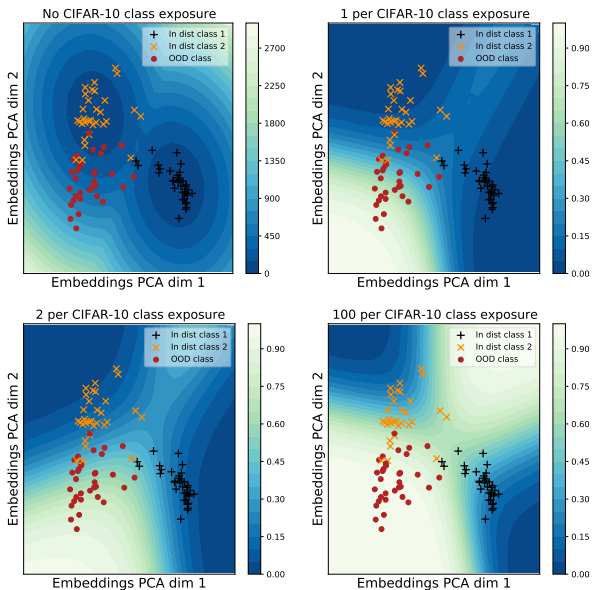 No CIFAR-10 class exposure
In dist class 1
In dist class 2
OOD class
Embeddings PCA dim 2
Embeddings PCA dim 1
2700
2250
1800
1350
900
450
0
1 per CIFAR-10 class exposure
In dist class 1
In dist class 2
OOD class
Embeddings PCA dim 2
Embeddings PCA dim 1
0.90
0.75
0.60
0.45
0.30
0.15
0.00
2 per CIFAR-10 class exposure
In dist class 1
In dist class 2
OOD class
Embeddings PCA dim 2
Embeddings PCA dim 1
0.90
0.75
0.60
0.45
0.30
0.15
0.00
100 per CIFAR-10 class exposure
In dist class 1
In dist class 2
OOD class
Embeddings PCA dim 2
Embeddings PCA dim 1
0.90
0.75
0.60
0.45
0.30
0.15
0.00